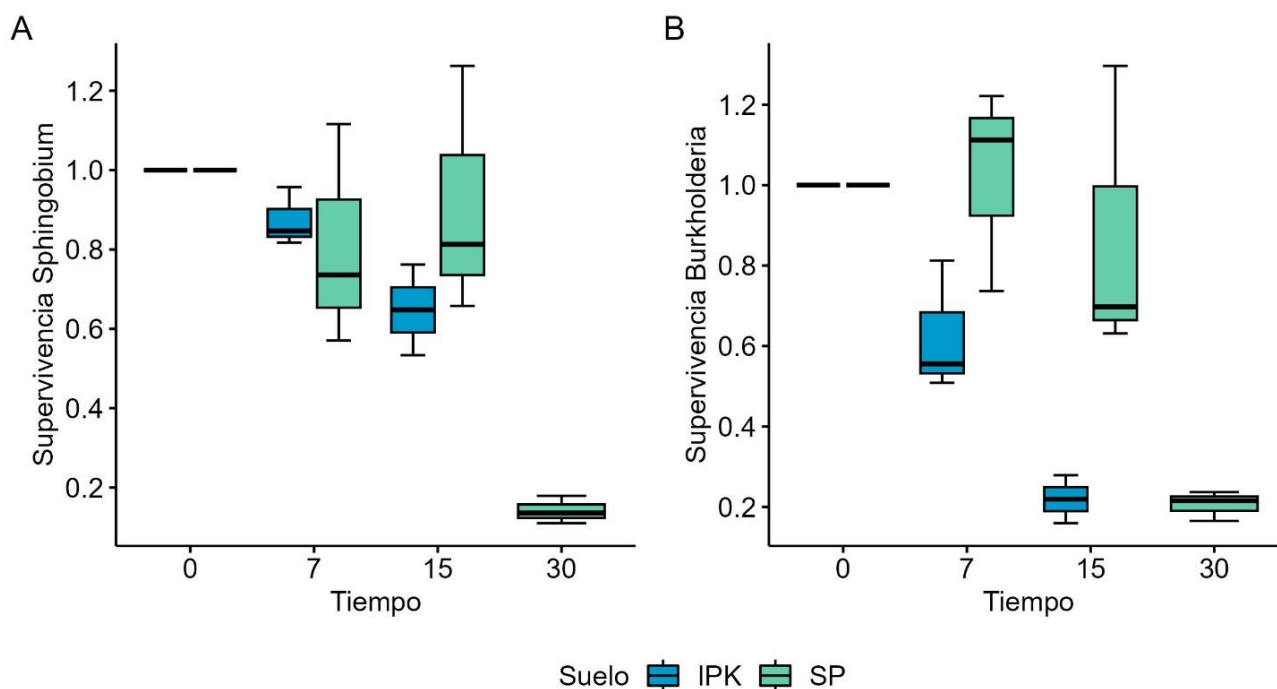 A
Supervivencia Sphingobium
1.2
1.0
0.8
0.6
0.4
0.2
0 7 15 30
Tiempo
B
Supervivencia Burkholderia
1.2
1.0
0.8
0.6
0.4
0.2
0 7 15 30
Tiempo
Suelo IPK SP